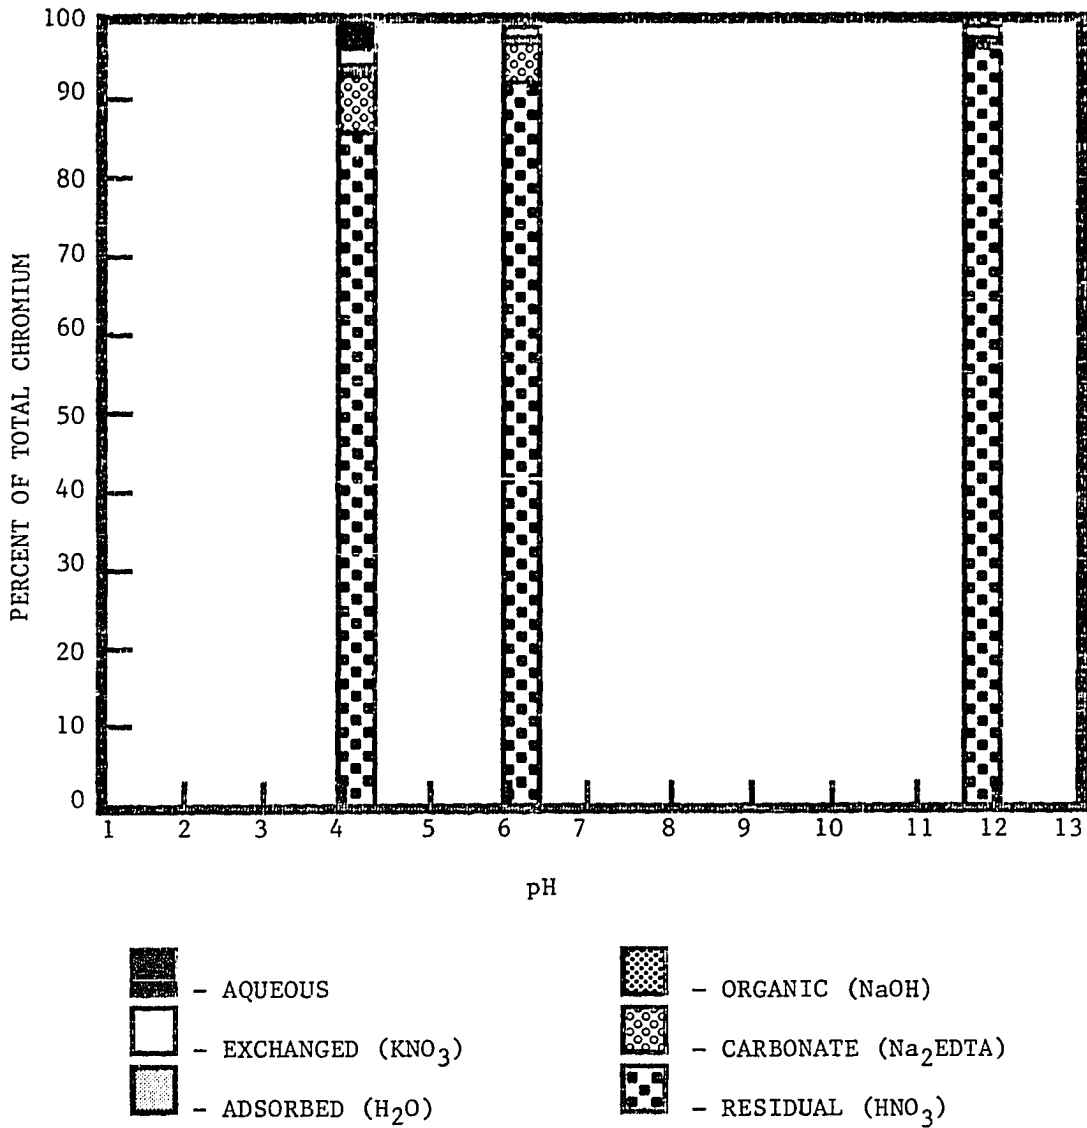 PERCENT OF TOTAL CHROMIUM
100
90
80
70
60
50
40
30
20
10
0
1 2 3 4 5 6 7 8 9 10 11 12 13
pH
- AQUEOUS
- EXCHANGED (KNO3)
- ADSORBED (H2O)
- ORGANIC (NaOH)
- CARBONATE (Na2EDTA)
- RESIDUAL (HNO3)